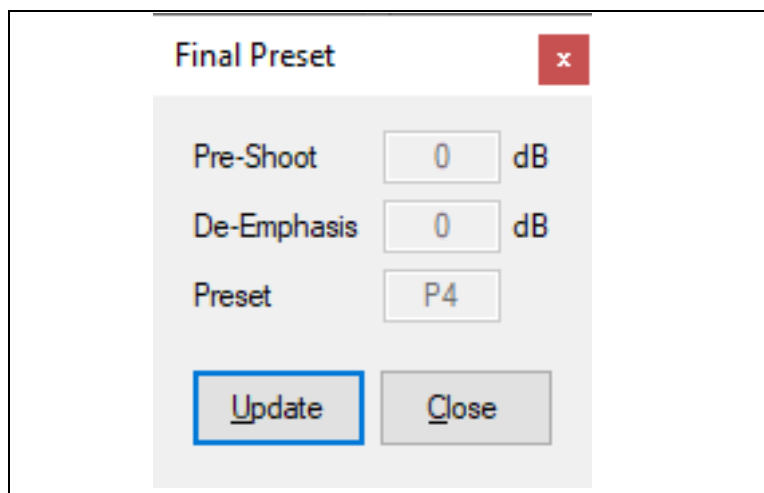 Final Preset x
Pre-Shoot 0 dB
De-Emphasis 0 dB
Preset P4
Update Close